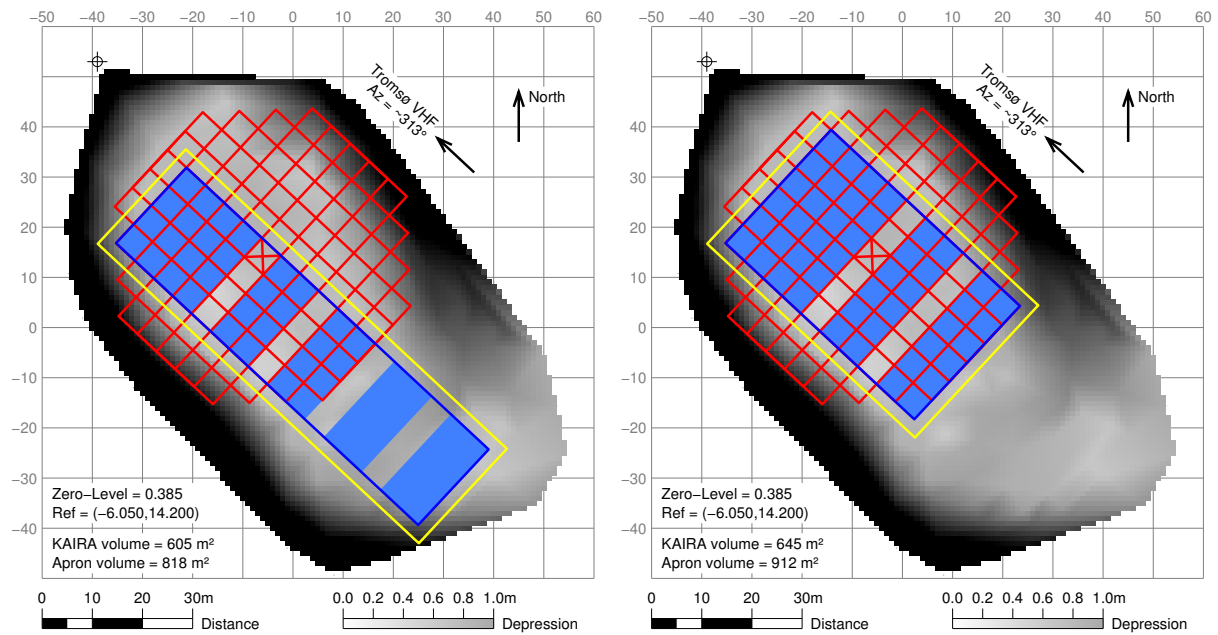 −50 −40 −30 −20 −10 0 10 20 30 40 50 60
40
30
20
10
0
−10
−20
−30
−40
Tromsø VHF
Az = ~313°
North
Zero−Level = 0.385
Ref = (−6.050,14.200)
KAIRA volume = 605 m²
Apron volume = 818 m²
0 10 20 30m
Distance
0.0 0.2 0.4 0.6 0.8 1.0m
Depression
−50 −40 −30 −20 −10 0 10 20 30 40 50 60
40
30
20
10
0
−10
−20
−30
−40
Tromsø VHF
Az = ~313°
North
Zero−Level = 0.385
Ref = (−6.050,14.200)
KAIRA volume = 645 m²
Apron volume = 912 m²
0 10 20 30m
Distance
0.0 0.2 0.4 0.6 0.8 1.0m
Depression